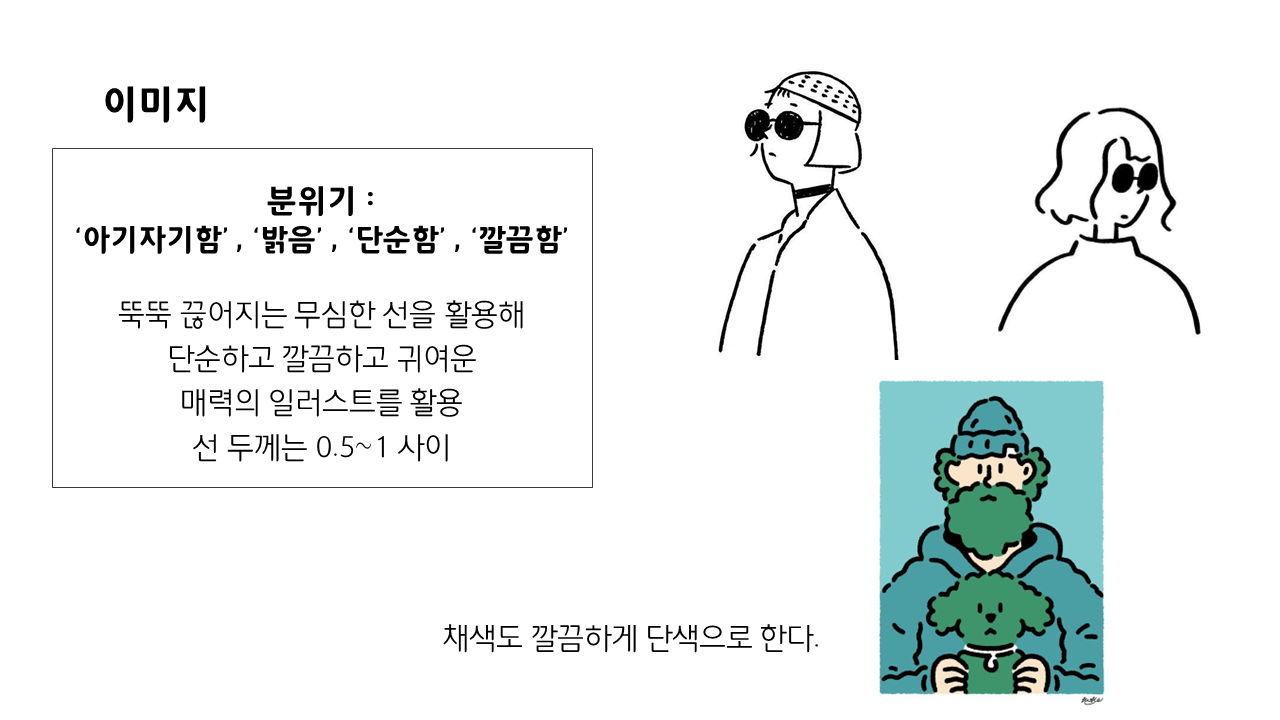 이미지
분위기 :
‘아기자기함’ , ‘밝음’ , ‘단순함’ , ‘깔끔함’
뚝뚝 끊어지는 무심한 선을 활용해
단순하고 깔끔하고 귀여운
매력의 일러스트를 활용
선 두께는 0.5~1 사이
채색도 깔끔하게 단색으로 한다.